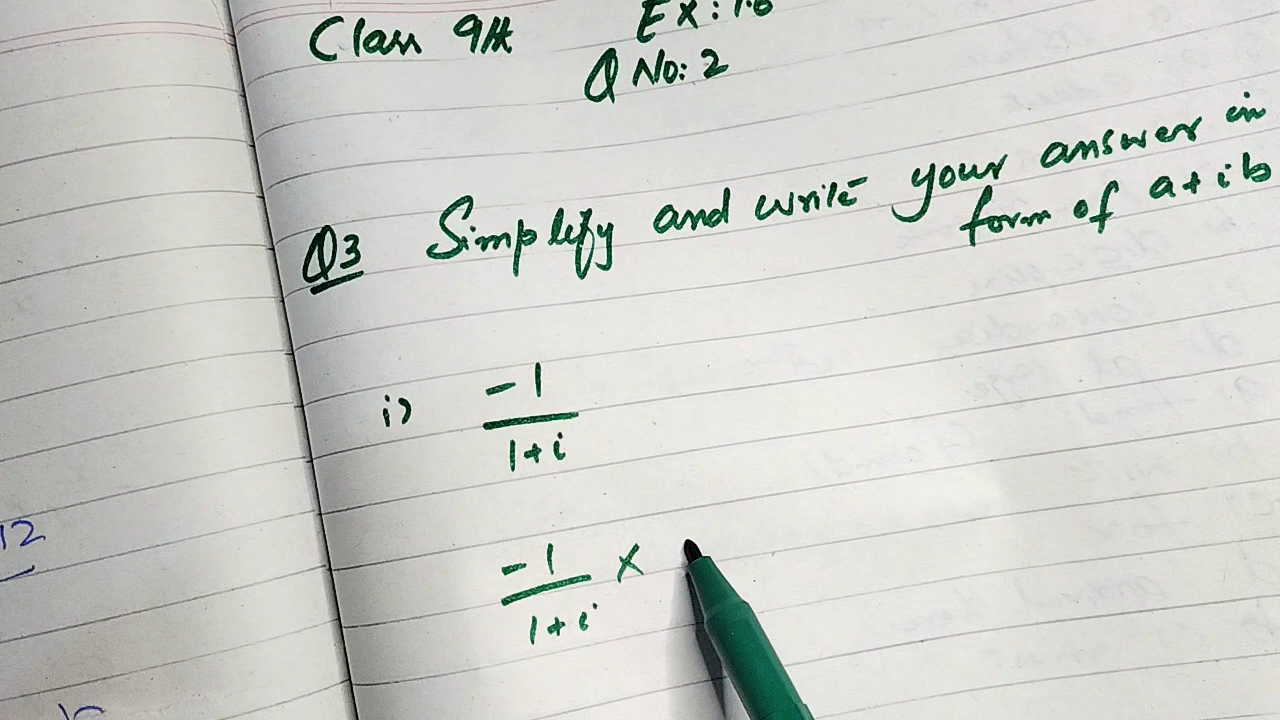 Class 9th Ex: 1.6
Q No: 2
Q3 Simplify and write your answer in
form of a + ib
i) -1
1+i
-1 ×
1+i
12